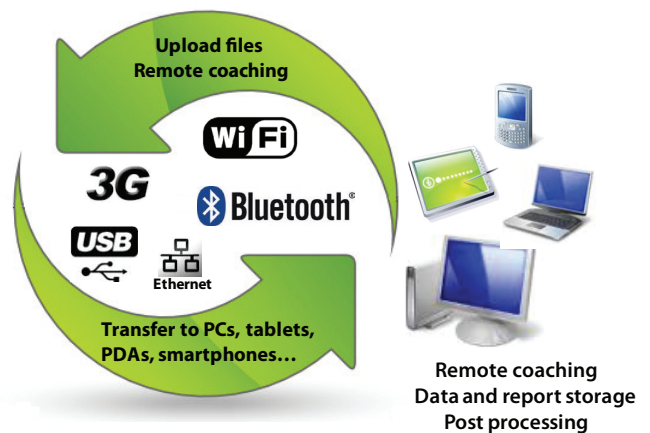 Upload files
Remote coaching
WiFi
3G
Bluetooth®
USB
Ethernet
Transfer to PCs, tablets,
PDAs, smartphones…
Remote coaching
Data and report storage
Post processing